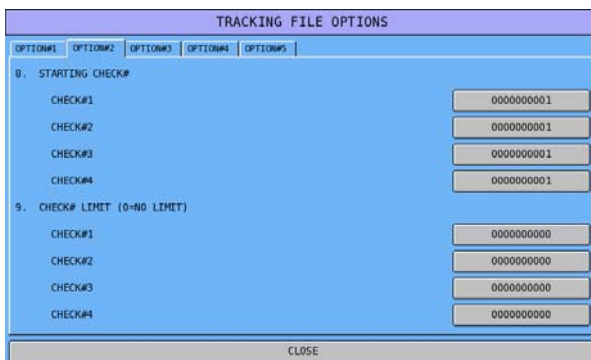 TRACKING FILE OPTIONS
OPTION#1 OPTION#2 OPTION#3 OPTION#4 OPTION#5
8. STARTING CHECK#
CHECK#1 0000000001
CHECK#2 0000000001
CHECK#3 0000000001
CHECK#4 0000000001
9. CHECK# LIMIT (0=NO LIMIT)
CHECK#1 0000000000
CHECK#2 0000000000
CHECK#3 0000000000
CHECK#4 0000000000
CLOSE